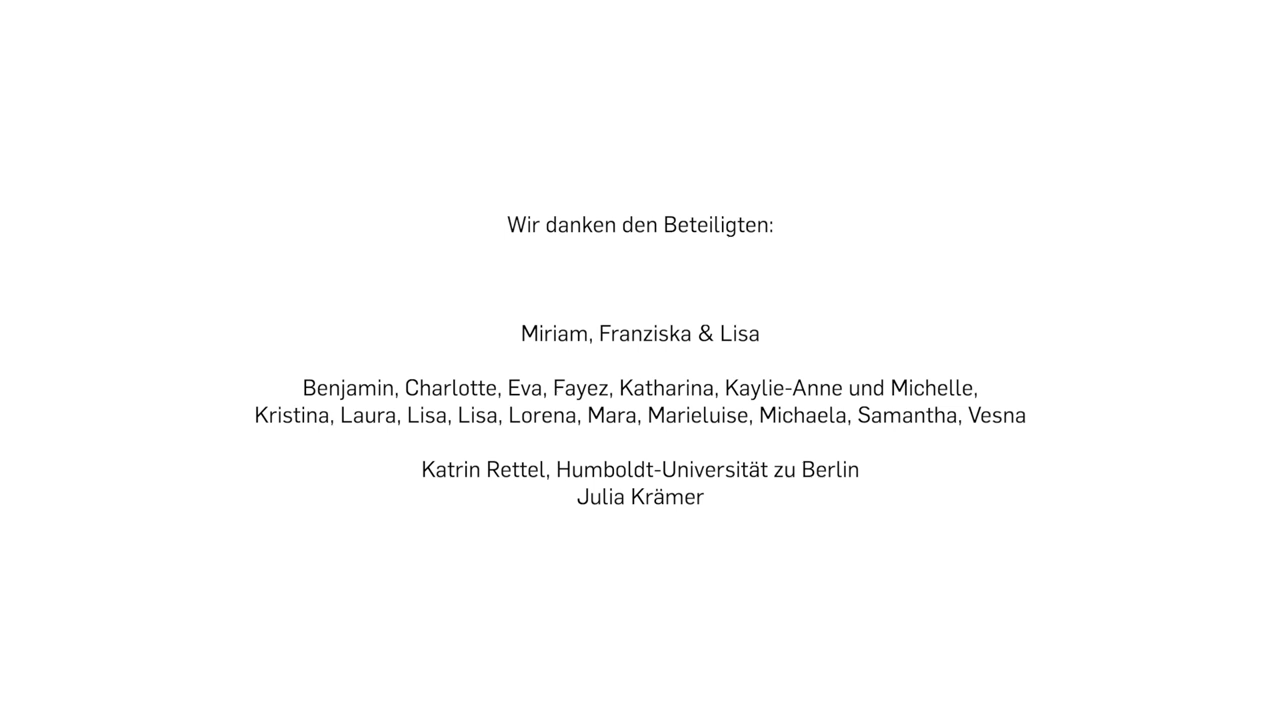 Wir danken den Beteiligten:
Miriam, Franziska & Lisa
Benjamin, Charlotte, Eva, Fayez, Katharina, Kaylie-Anne und Michelle,
Kristina, Laura, Lisa, Lisa, Lorena, Mara, Marieluise, Michaela, Samantha, Vesna
Katrin Rettel, Humboldt-Universität zu Berlin
Julia Krämer